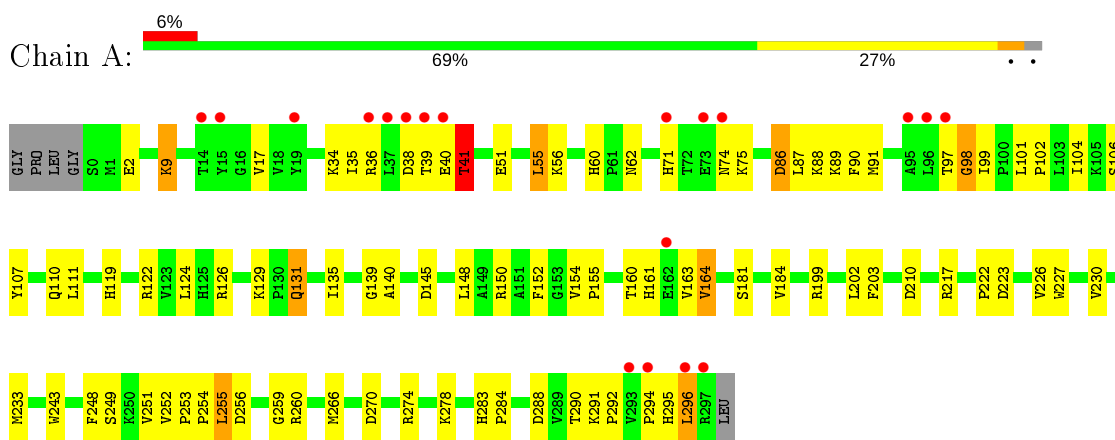 6%
Chain A:
69% 27% • •
GLY PRO LEU GLY S0 M1 E2 K9 T14 Y15 G16 V17 V18 Y19 K34 I35 R36 L37 D38 T39 E40 T41 E51 L55 K56 H60 P61 N62 H71 T72 E73 N74 K75 D86 L87 K88 K89 F90 M91 A95 L96 T97 G98 I99 P100 L101 P102 L103 I104 K105 S106
Y107 Q110 L111 H119 R122 V123 L124 H125 R126 K129 P130 Q131 I135 G139 A140 D145 L148 A149 R150 A151 F152 G153 V154 P155 T160 H161 E162 V163 V164 S181 V184 R199 L202 F203 D210 R217 P222 D223 V226 W227 V230
M233 W243 F248 S249 K250 V251 V252 P253 P254 L255 D256 G259 R260 M266 D270 R274 K278 H283 P284 D288 V289 T290 K291 P292 V293 P294 H295 L296 R297 LEU